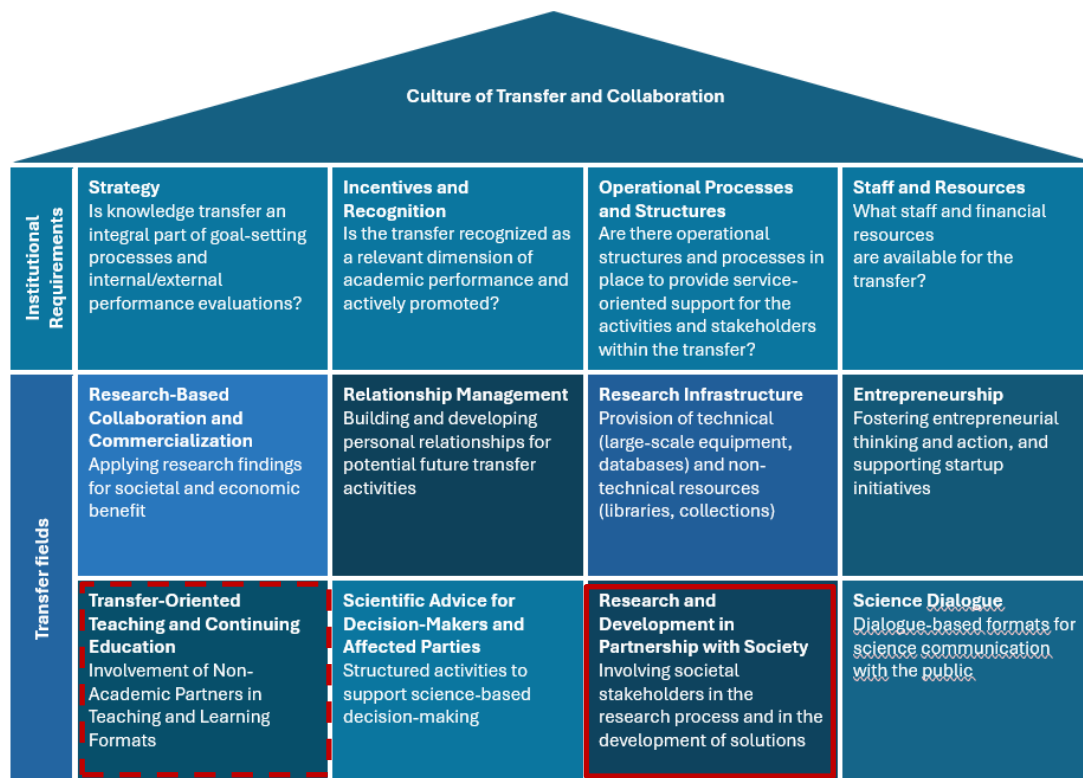 Culture of Transfer and Collaboration
Institutional
Requirements
Strategy
Is knowledge transfer an
integral part of goal-setting
processes and
internal/external
performance evaluations?
Incentives and
Recognition
Is the transfer recognized as
a relevant dimension of
academic performance and
actively promoted?
Operational Processes
and Structures
Are there operational
structures and processes in
place to provide service-
oriented support for the
activities and stakeholders
within the transfer?
Staff and Resources
What staff and financial
resources
are available for the
transfer?
Transfer fields
Research-Based
Collaboration and
Commercialization
Applying research findings
for societal and economic
benefit
Relationship Management
Building and developing
personal relationships for
potential future transfer
activities
Research Infrastructure
Provision of technical
(large-scale equipment,
databases) and non-
technical resources
(libraries, collections)
Entrepreneurship
Fostering entrepreneurial
thinking and action, and
supporting startup
initiatives
Transfer-Oriented
Teaching and Continuing
Education
Involvement of Non-
Academic Partners in
Teaching and Learning
Formats
Scientific Advice for
Decision-Makers and
Affected Parties
Structured activities to
support science-based
decision-making
Research and
Development in
Partnership with Society
Involving societal
stakeholders in the
research process and in the
development of solutions
Science Dialogue
Dialogue-based formats for
science communication
with the public